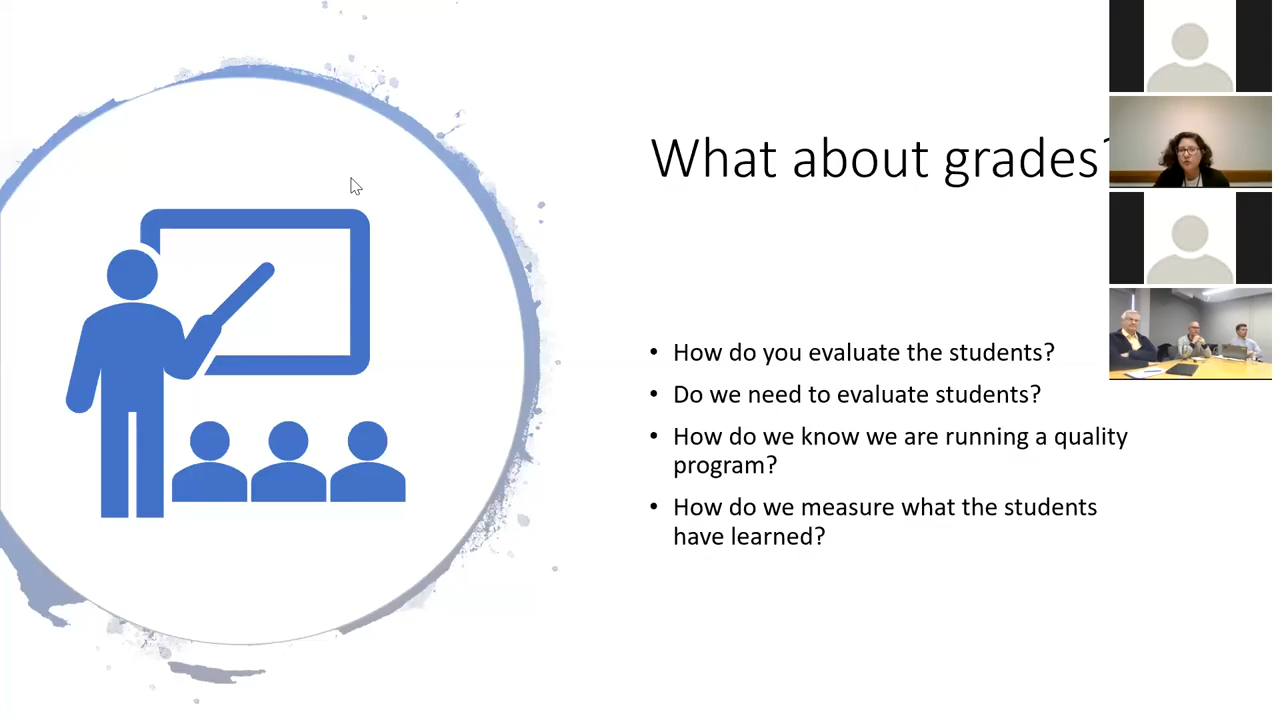 What about grades?
• How do you evaluate the students?
• Do we need to evaluate students?
• How do we know we are running a quality
program?
• How do we measure what the students
have learned?